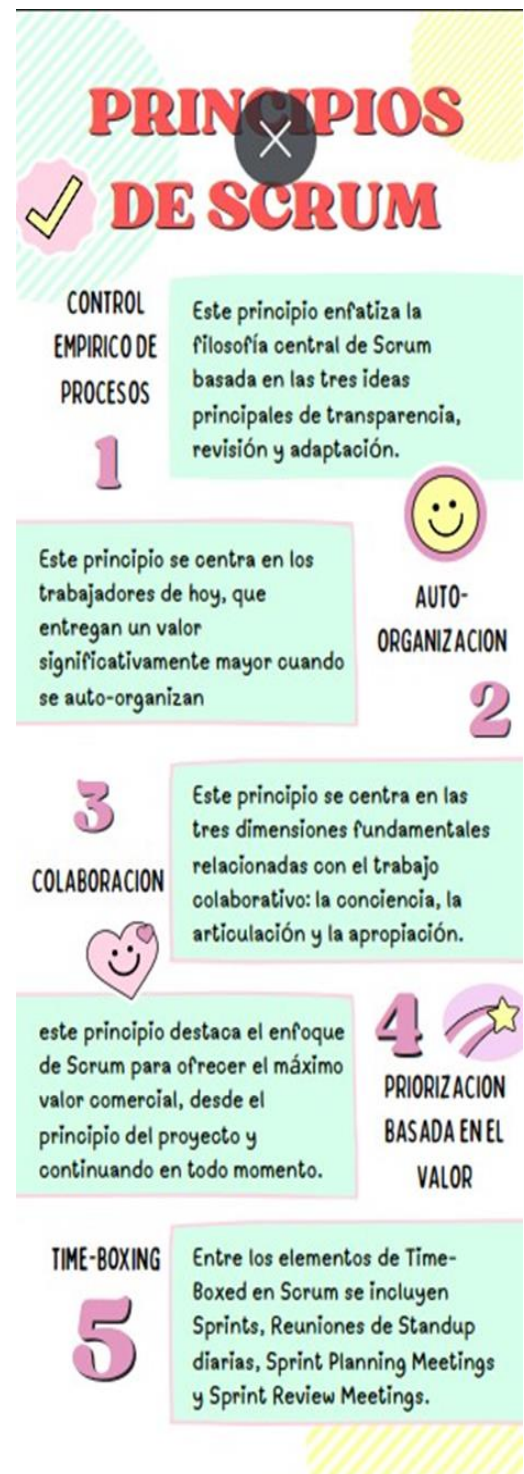 PRINCIPIOS
DE SCRUM
CONTROL
EMPIRICO DE
PROCESOS
1
Este principio enfatiza la
filosofía central de Scrum
basada en las tres ideas
principales de transparencia,
revisión y adaptación.
AUTO-
ORGANIZACION
2
Este principio se centra en los
trabajadores de hoy, que
entregan un valor
significativamente mayor cuando
se auto-organizan
3
COLABORACION
Este principio se centra en las
tres dimensiones fundamentales
relacionadas con el trabajo
colaborativo: la conciencia, la
articulación y la apropiación.
4
PRIORIZACION
BASADA EN EL
VALOR
este principio destaca el enfoque
de Scrum para ofrecer el máximo
valor comercial, desde el
principio del proyecto y
continuando en todo momento.
TIME-BOXING
5
Entre los elementos de Time-
Boxed en Scrum se incluyen
Sprints, Reuniones de Standup
diarias, Sprint Planning Meetings
y Sprint Review Meetings.